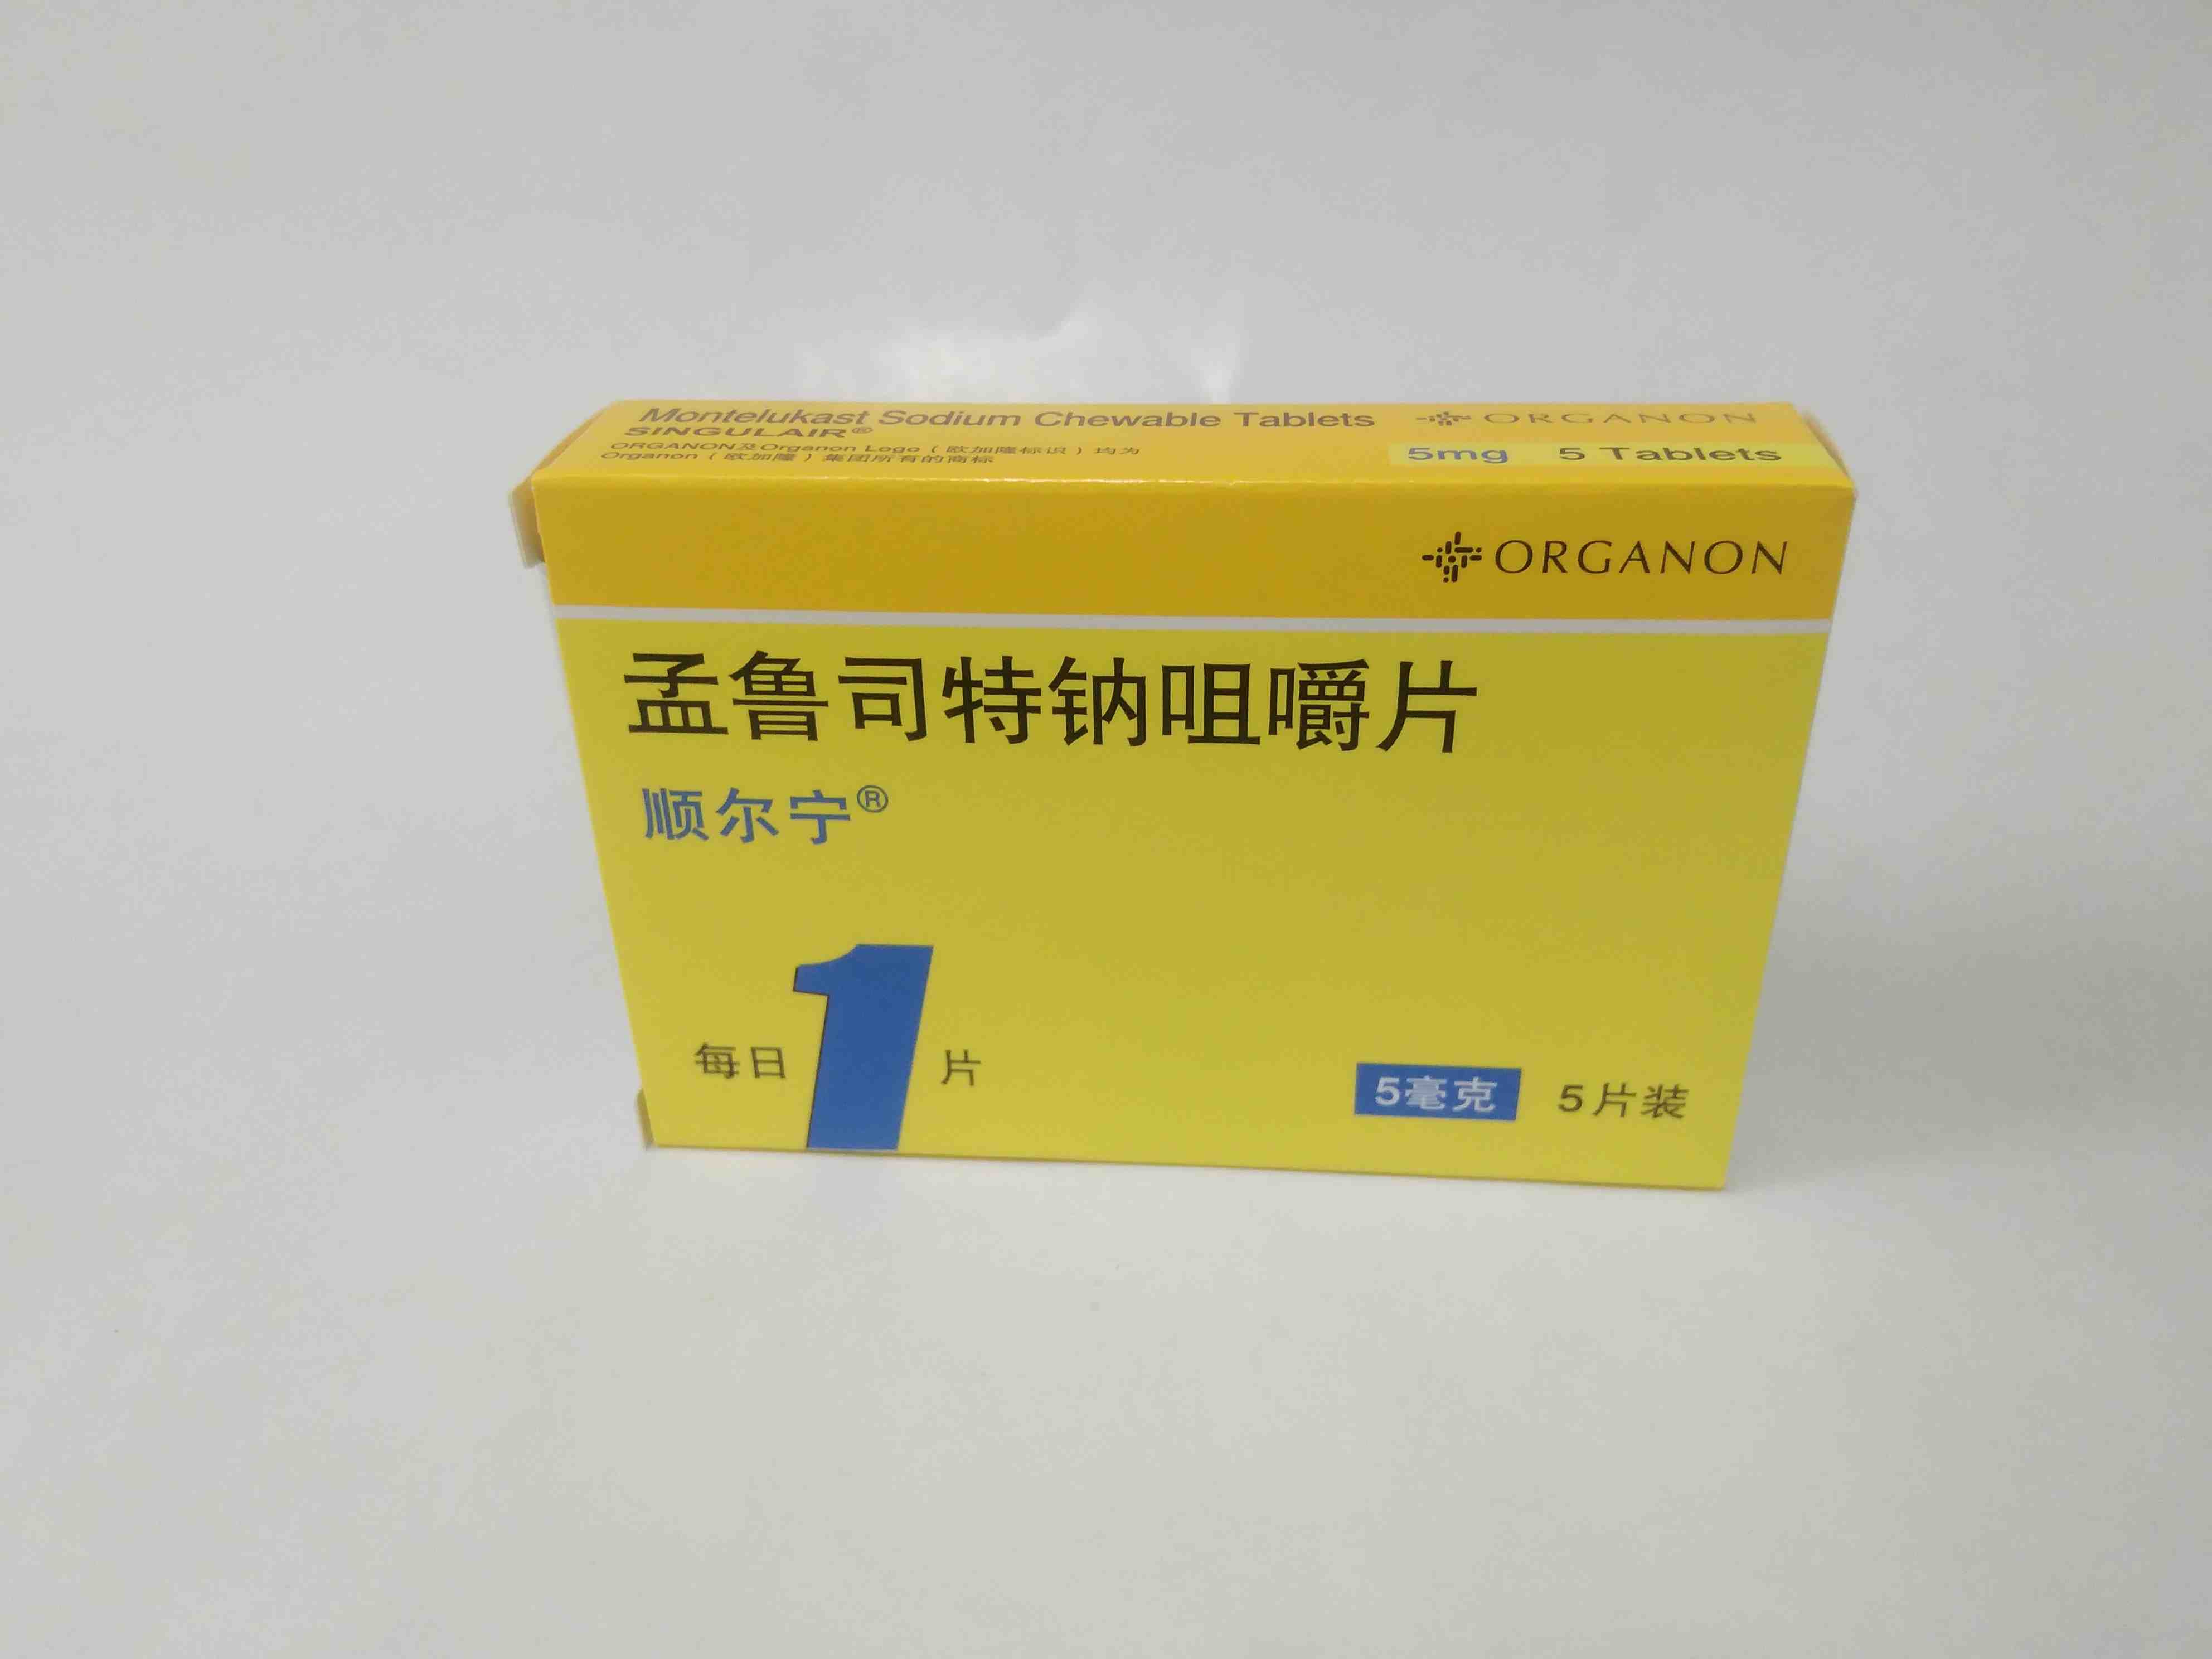 Montelukast Sodium Chewable Tablets
SINGULAIR®
ORGANON及Organon Logo（欧加隆标识）均为
Organon（欧加隆）集团所有的商标
ORGANON
5mg 5 Tablets
ORGANON
孟鲁司特钠咀嚼片
顺尔宁®
每日1片
5毫克 5片装